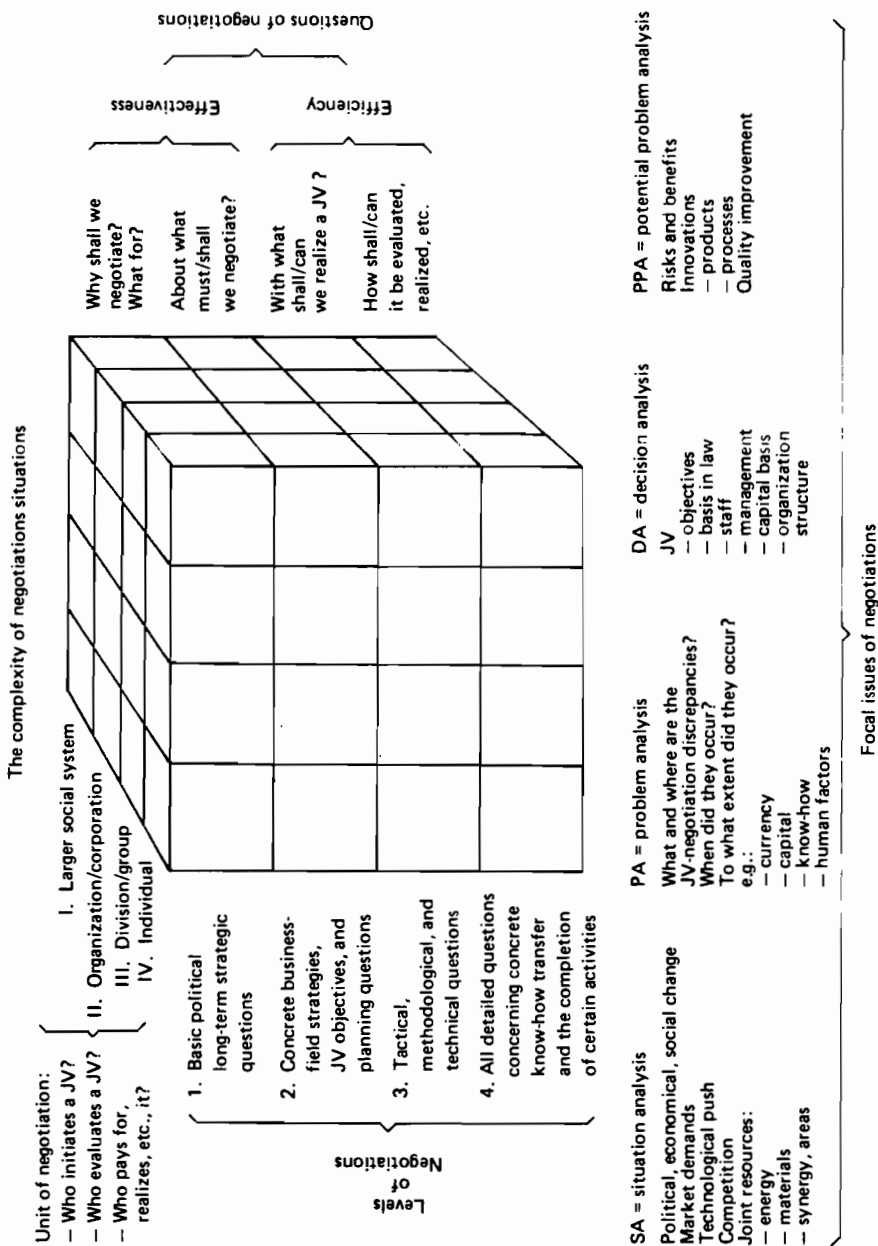 The complexity of negotiations situations
Unit of negotiation:
– Who initiates a JV?
– Who evaluates a JV?
– Who pays for,
realizes, etc., it?
I. Larger social system
II. Organization/corporation
III. Division/group
IV. Individual
Levels
of
Negotiations
1. Basic political
long-term strategic
questions
2. Concrete business-
field strategies,
JV objectives, and
planning questions
3. Tactical,
methodological, and
technical questions
4. All detailed questions
concerning concrete
know-how transfer
and the completion
of certain activities
Why shall we
negotiate?
What for?
About what
must/shall
we negotiate?
With what
shall/can
we realize a JV?
How shall/can
it be evaluated,
realized, etc.
Effectiveness
Efficiency
Questions of negotiations
SA = situation analysis
Political, economical, social change
Market demands
Technological push
Competition
Joint resources:
– energy
– materials
– synergy, areas
PA = problem analysis
What and where are the
JV-negotiation discrepancies?
When did they occur?
To what extent did they occur?
e.g.:
– currency
– capital
– know-how
– human factors
DA = decision analysis
JV
– objectives
– basis in law
– staff
– management
– capital basis
– organization
structure
PPA = potential problem analysis
Risks and benefits
Innovations
– products
– processes
Quality improvement
Focal issues of negotiations